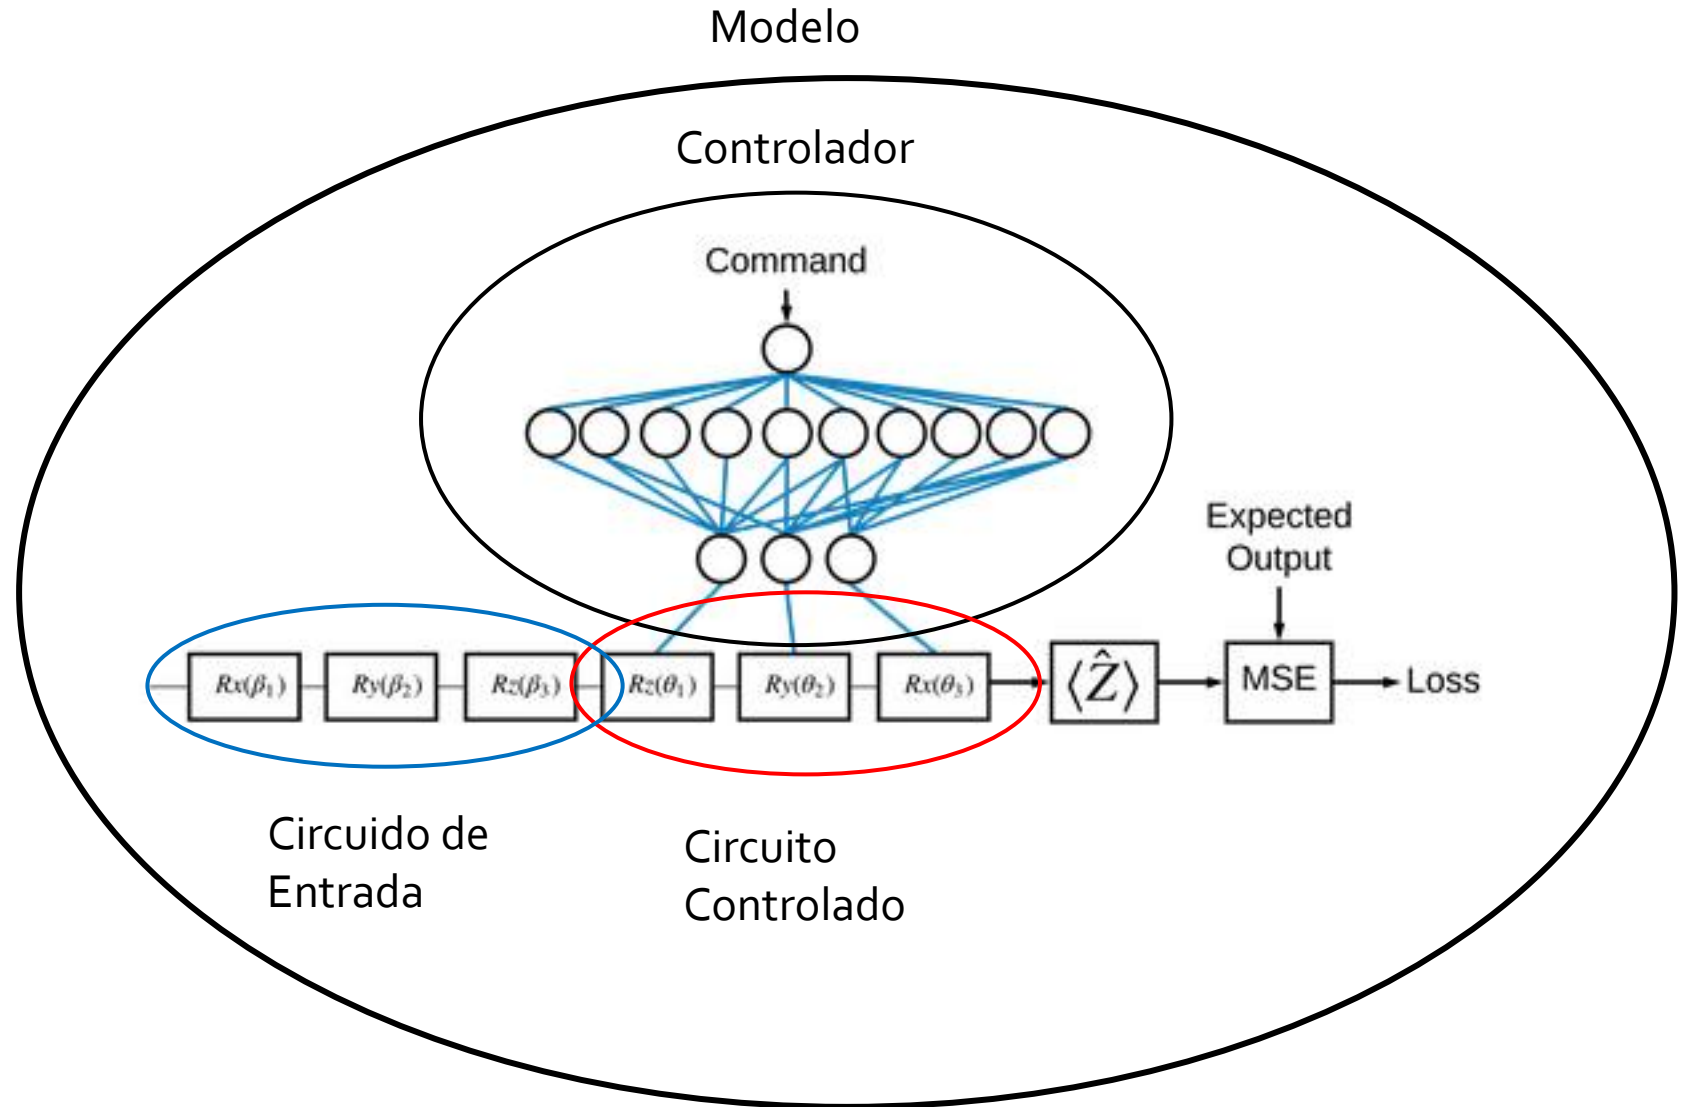 Modelo
Controlador
Command
Expected
Output
Rx(β₁)
Ry(β₂)
Rz(β₃)
Rz(θ₁)
Ry(θ₂)
Rx(θ₃)
⟨Ẑ⟩
MSE
Loss
Circuido de
Entrada
Circuito
Controlado